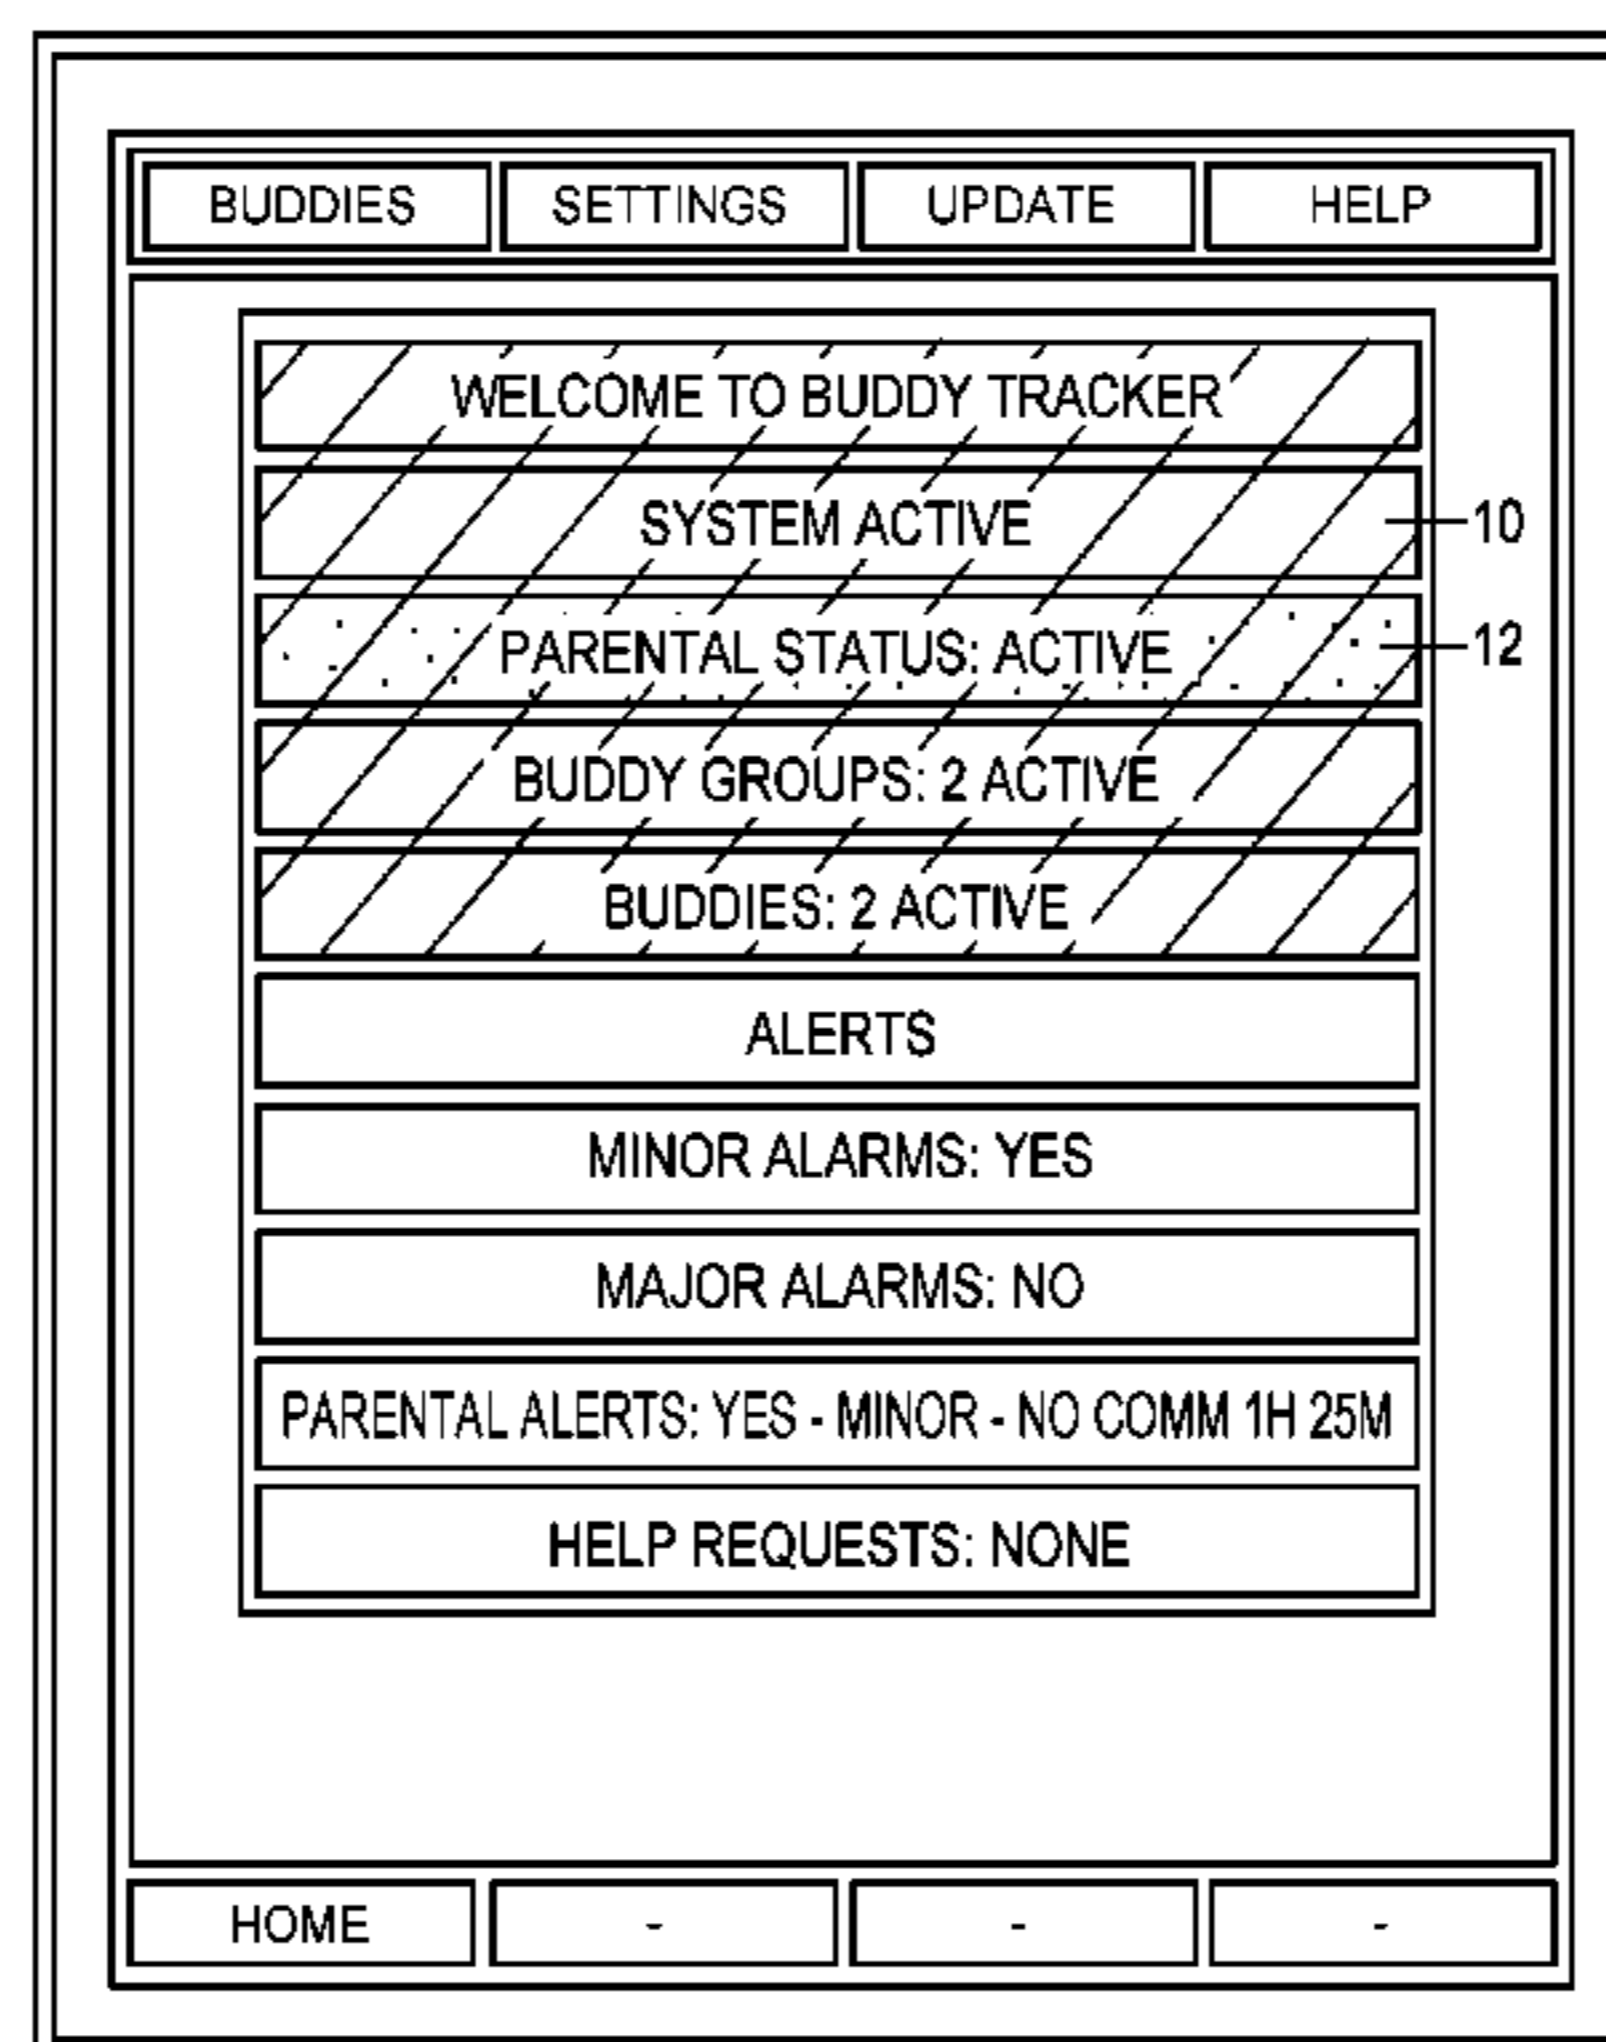 BUDDIES SETTINGS UPDATE HELP
WELCOME TO BUDDY TRACKER
SYSTEM ACTIVE 10
PARENTAL STATUS: ACTIVE 12
BUDDY GROUPS: 2 ACTIVE
BUDDIES: 2 ACTIVE
ALERTS
MINOR ALARMS: YES
MAJOR ALARMS: NO
PARENTAL ALERTS: YES - MINOR - NO COMM 1H 25M
HELP REQUESTS: NONE
HOME - - -